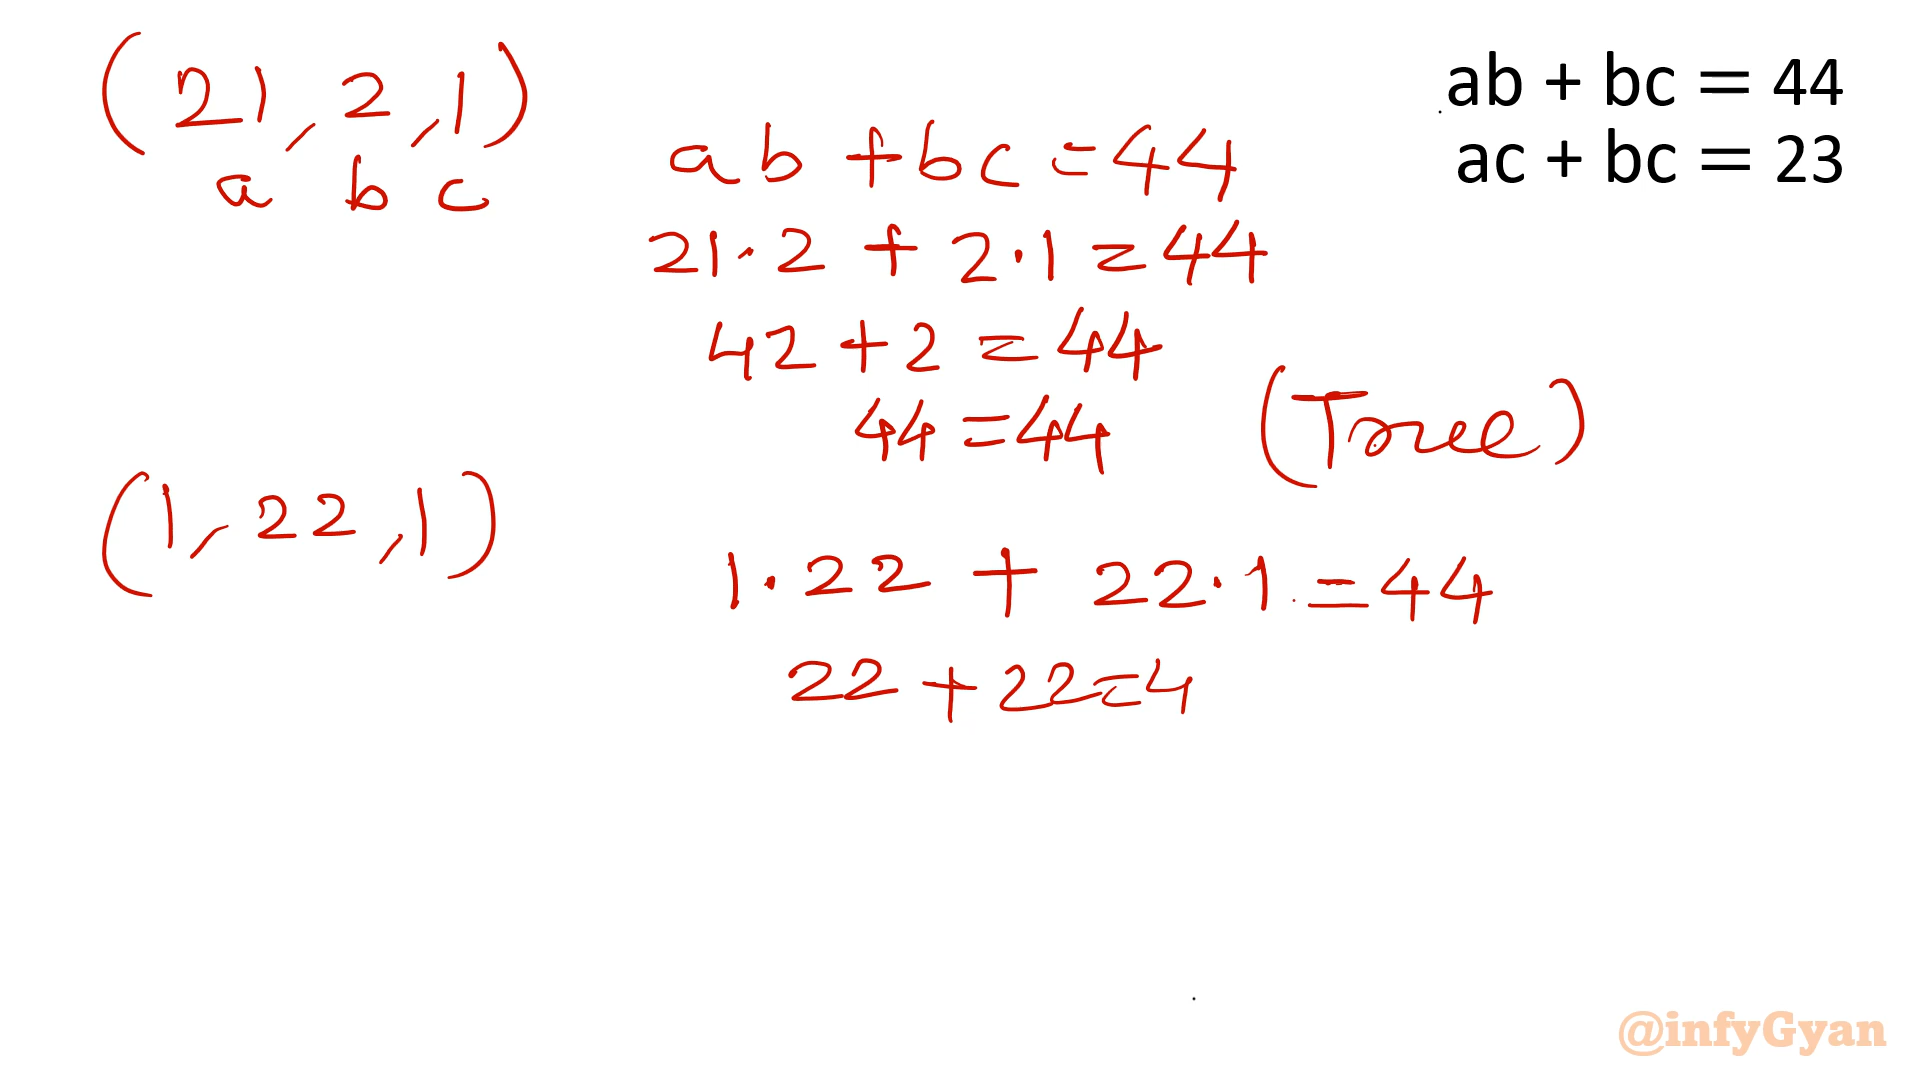 (21, 2, 1)
a b c
ab + bc = 44
ac + bc = 23
ab + bc = 44
21·2 + 2·1 = 44
42 + 2 = 44
44 = 44 (True)
(1, 22, 1)
1·22 + 22·1 = 44
22 + 22 = 4
@infyGyan